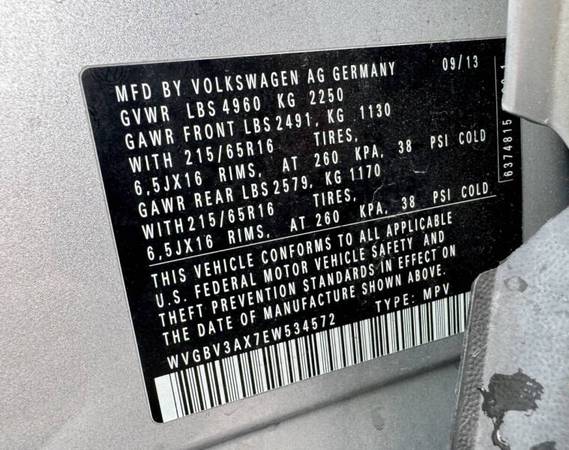 MFD BY VOLKSWAGEN AG GERMANY 09/13
GVWR LBS 4960 KG 2250
GAWR FRONT LBS 2491, KG 1130
WITH 215/65R16 TIRES,
6,5JX16 RIMS, AT 260 KPA, 38 PSI COLD
GAWR REAR LBS 2579, KG 1170
WITH 215/65R16 TIRES,
6,5JX16 RIMS, AT 260 KPA, 38 PSI COLD
THIS VEHICLE CONFORMS TO ALL APPLICABLE
U.S. FEDERAL MOTOR VEHICLE SAFETY AND
THEFT PREVENTION STANDARDS IN EFFECT ON
THE DATE OF MANUFACTURE SHOWN ABOVE.
WVGBV3AX7EW534572 TYPE: MPV
6374815